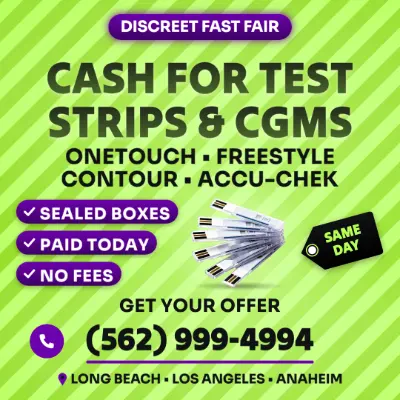 DISCREET FAST FAIR
CASH FOR TEST
STRIPS & CGMS
ONETOUCH ▪ FREESTYLE
CONTOUR ▪ ACCU-CHEK
SEALED BOXES
PAID TODAY
NO FEES
SAME
DAY
GET YOUR OFFER
(562) 999-4994
LONG BEACH ▪ LOS ANGELES ▪ ANAHEIM